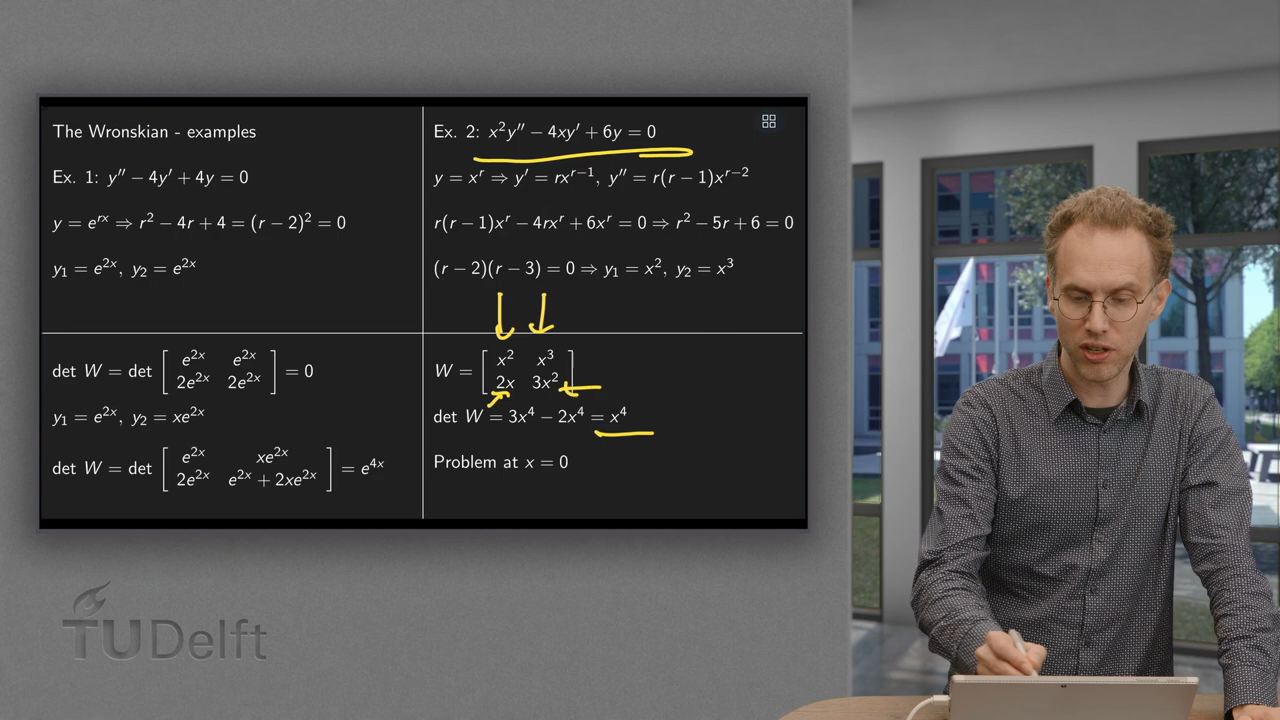 The Wronskian - examples
Ex. 1: y″ − 4y′ + 4y = 0
y = e^{rx} ⇒ r² − 4r + 4 = (r − 2)² = 0
y₁ = e^{2x}, y₂ = e^{2x}
Ex. 2: x²y″ − 4xy′ + 6y = 0
y = x^r ⇒ y′ = rx^{r−1}, y″ = r(r − 1)x^{r−2}
r(r − 1)x^r − 4rx^r + 6x^r = 0 ⇒ r² − 5r + 6 = 0
(r − 2)(r − 3) = 0 ⇒ y₁ = x², y₂ = x³
det W = det [ e^{2x} e^{2x} ; 2e^{2x} 2e^{2x} ] = 0
y₁ = e^{2x}, y₂ = xe^{2x}
det W = det [ e^{2x} xe^{2x} ; 2e^{2x} e^{2x} + 2xe^{2x} ] = e^{4x}
W = [ x² x³ ; 2x 3x² ]
det W = 3x⁴ − 2x⁴ = x⁴
Problem at x = 0
TUDelft